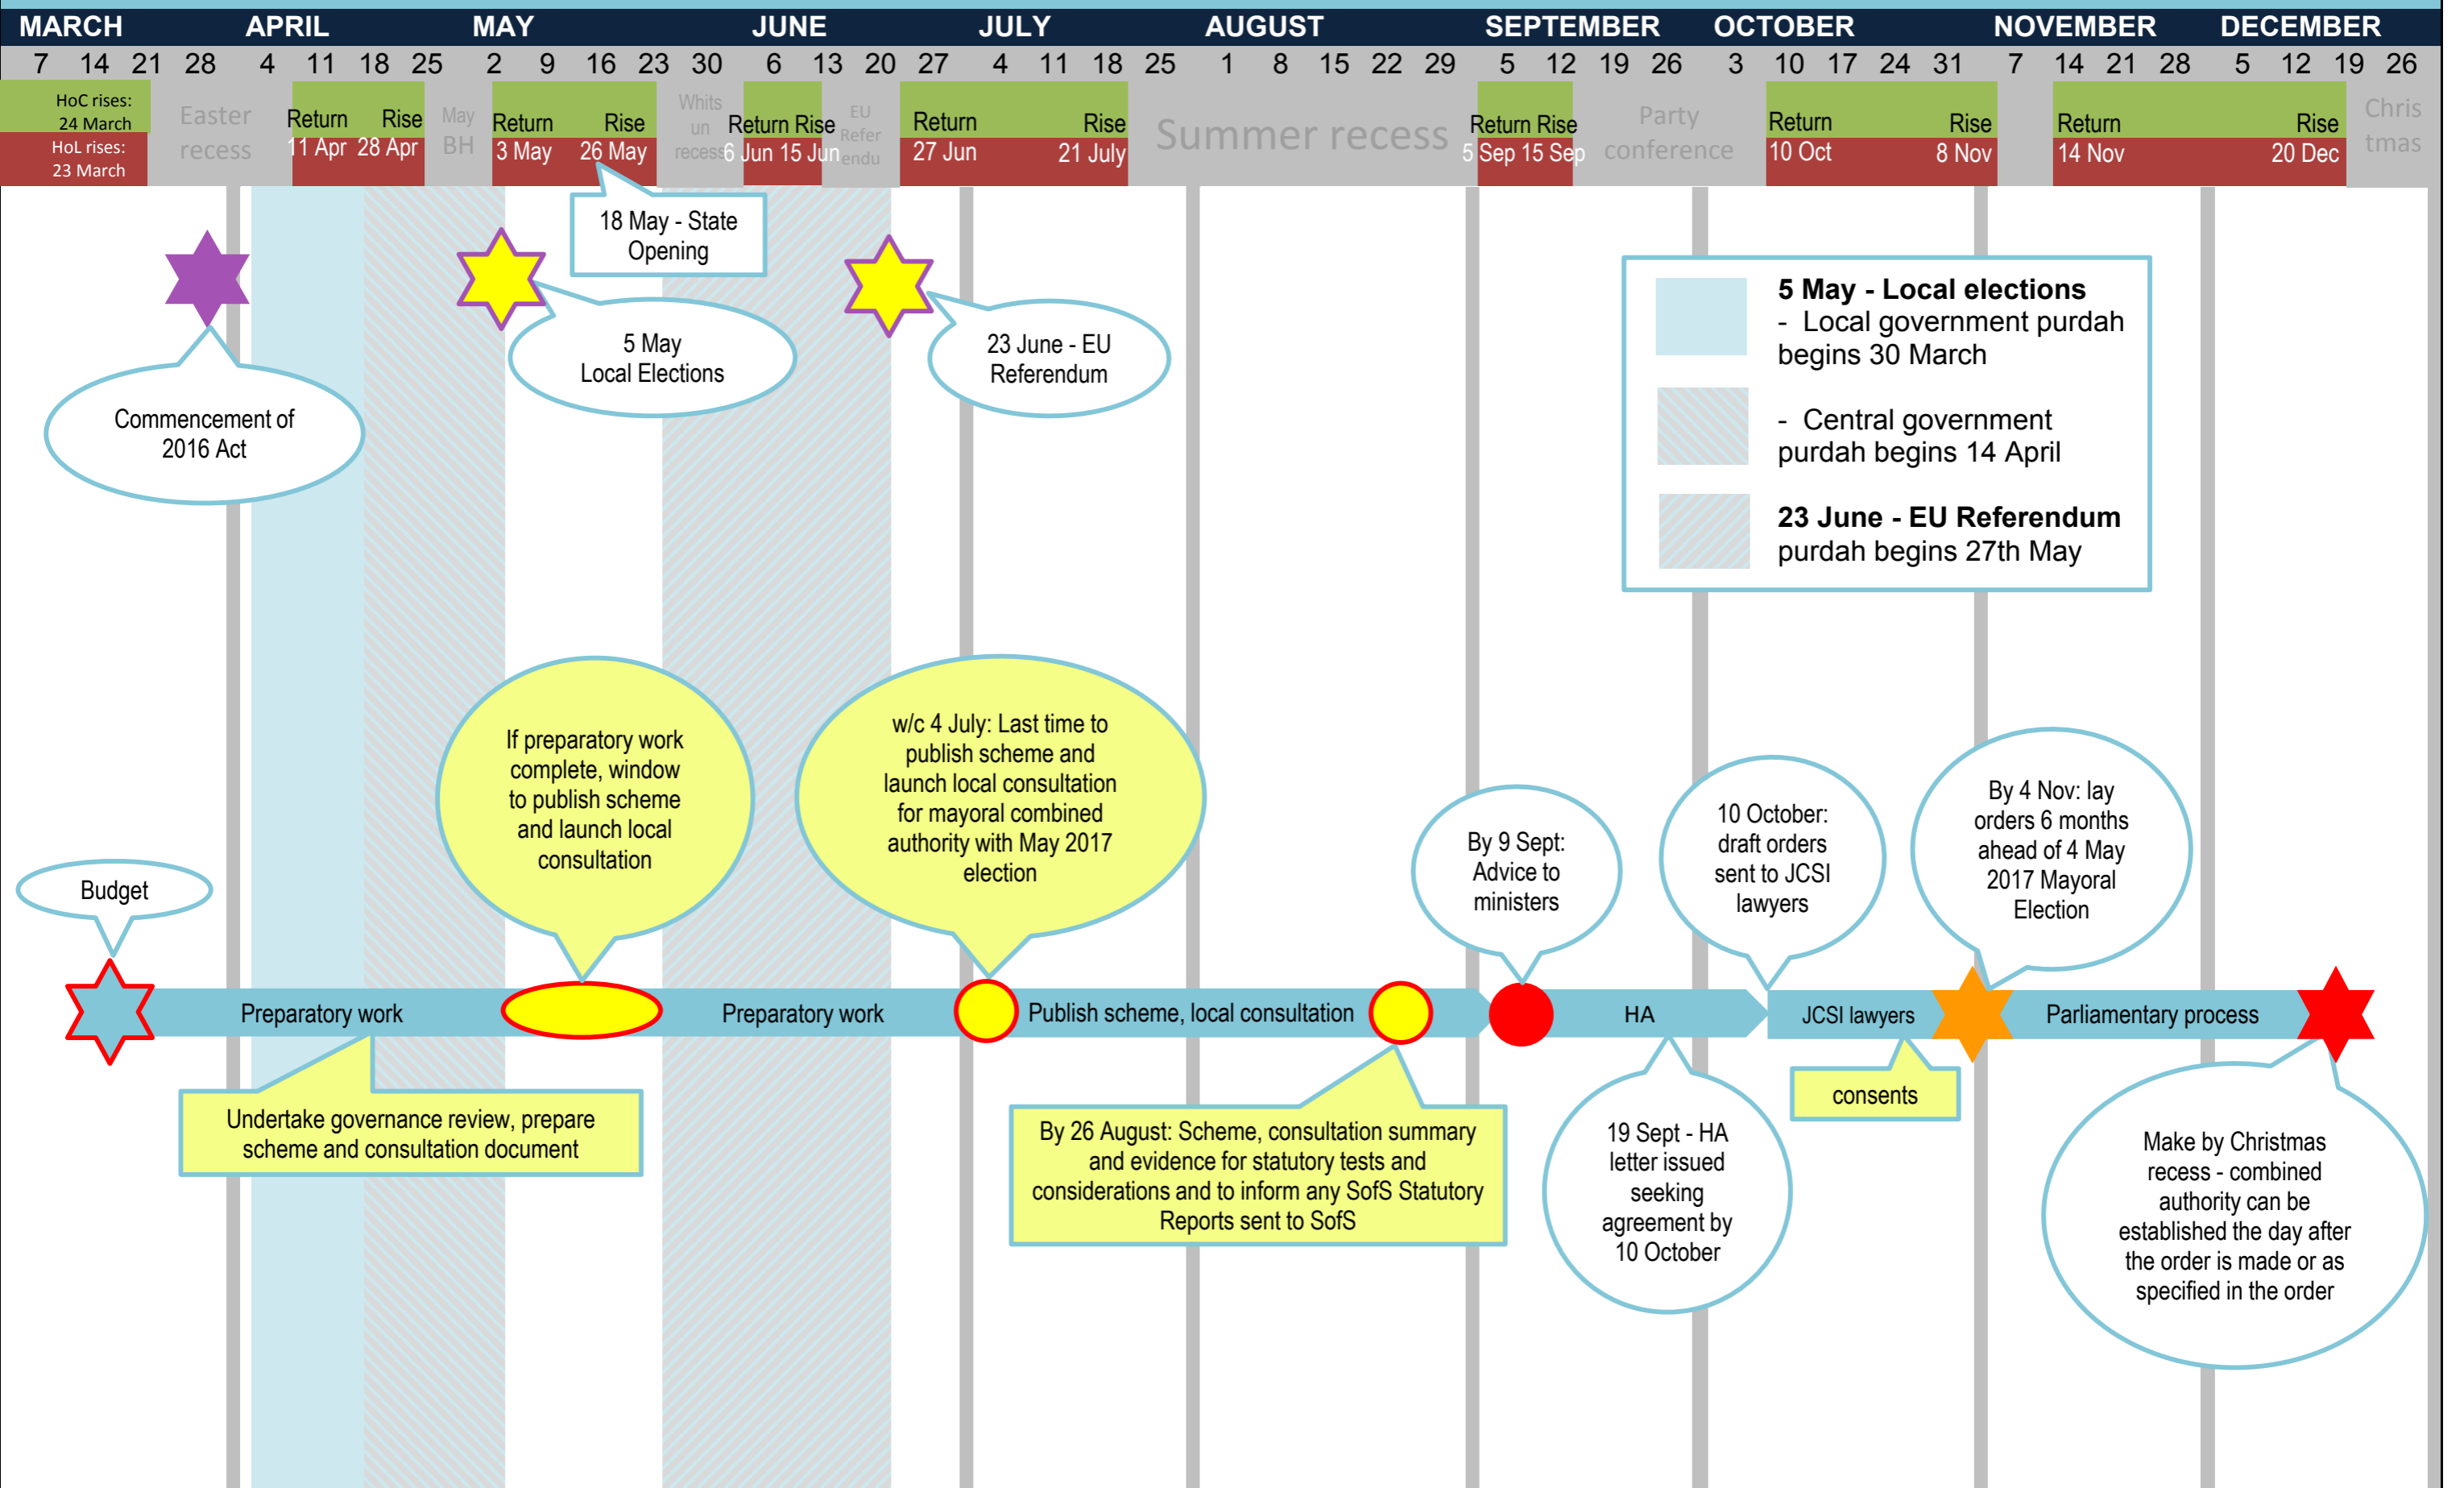 MARCH APRIL MAY JUNE JULY AUGUST SEPTEMBER OCTOBER NOVEMBER DECEMBER
7 14 21 28 4 11 18 25 2 9 16 23 30 6 13 20 27 4 11 18 25 1 8 15 22 29 5 12 19 26 3 10 17 24 31 7 14 21 28 5 12 19 26
HoC rises:
24 March
HoL rises:
23 March
Easter
recess
Return Rise
11 Apr 28 Apr
May
BH
Return Rise
3 May 26 May
Whits
un
recess
Return Rise
6 Jun 15 Jun
EU
Refer
endu
Return Rise
27 Jun 21 July
Summer recess
Return Rise
5 Sep 15 Sep
Party
conference
Return Rise
10 Oct 8 Nov
Return Rise
14 Nov 20 Dec
Chris
tmas
18 May - State
Opening
5 May
Local Elections
23 June - EU
Referendum
Commencement of
2016 Act
5 May - Local elections
- Local government purdah
begins 30 March
- Central government
purdah begins 14 April
23 June - EU Referendum
purdah begins 27th May
If preparatory work
complete, window
to publish scheme
and launch local
consultation
w/c 4 July: Last time to
publish scheme and
launch local consultation
for mayoral combined
authority with May 2017
election
By 9 Sept:
Advice to
ministers
10 October:
draft orders
sent to JCSI
lawyers
By 4 Nov: lay
orders 6 months
ahead of 4 May
2017 Mayoral
Election
Budget
Preparatory work
Preparatory work
Publish scheme, local consultation
HA
JCSI lawyers
Parliamentary process
Undertake governance review, prepare
scheme and consultation document
By 26 August: Scheme, consultation summary
and evidence for statutory tests and
considerations and to inform any SofS Statutory
Reports sent to SofS
19 Sept - HA
letter issued
seeking
agreement by
10 October
consents
Make by Christmas
recess - combined
authority can be
established the day after
the order is made or as
specified in the order